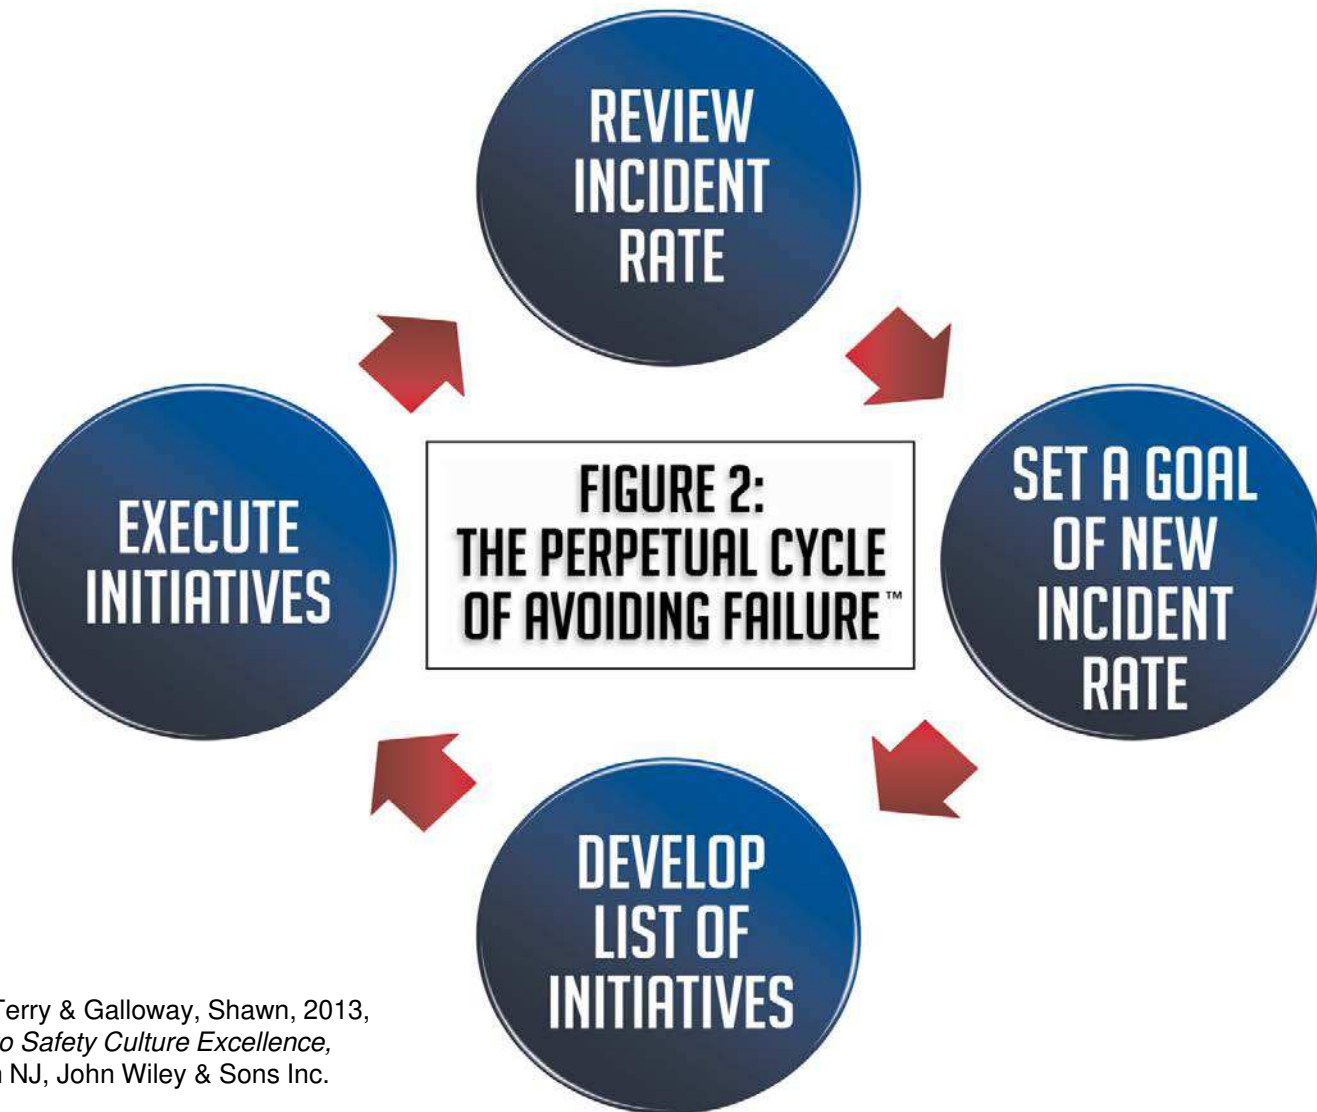 REVIEW
INCIDENT
RATE
EXECUTE
INITIATIVES
FIGURE 2:
THE PERPETUAL CYCLE
OF AVOIDING FAILURE™
SET A GOAL
OF NEW
INCIDENT
RATE
DEVELOP
LIST OF
INITIATIVES
Terry & Galloway, Shawn, 2013,
o Safety Culture Excellence,
NJ, John Wiley & Sons Inc.